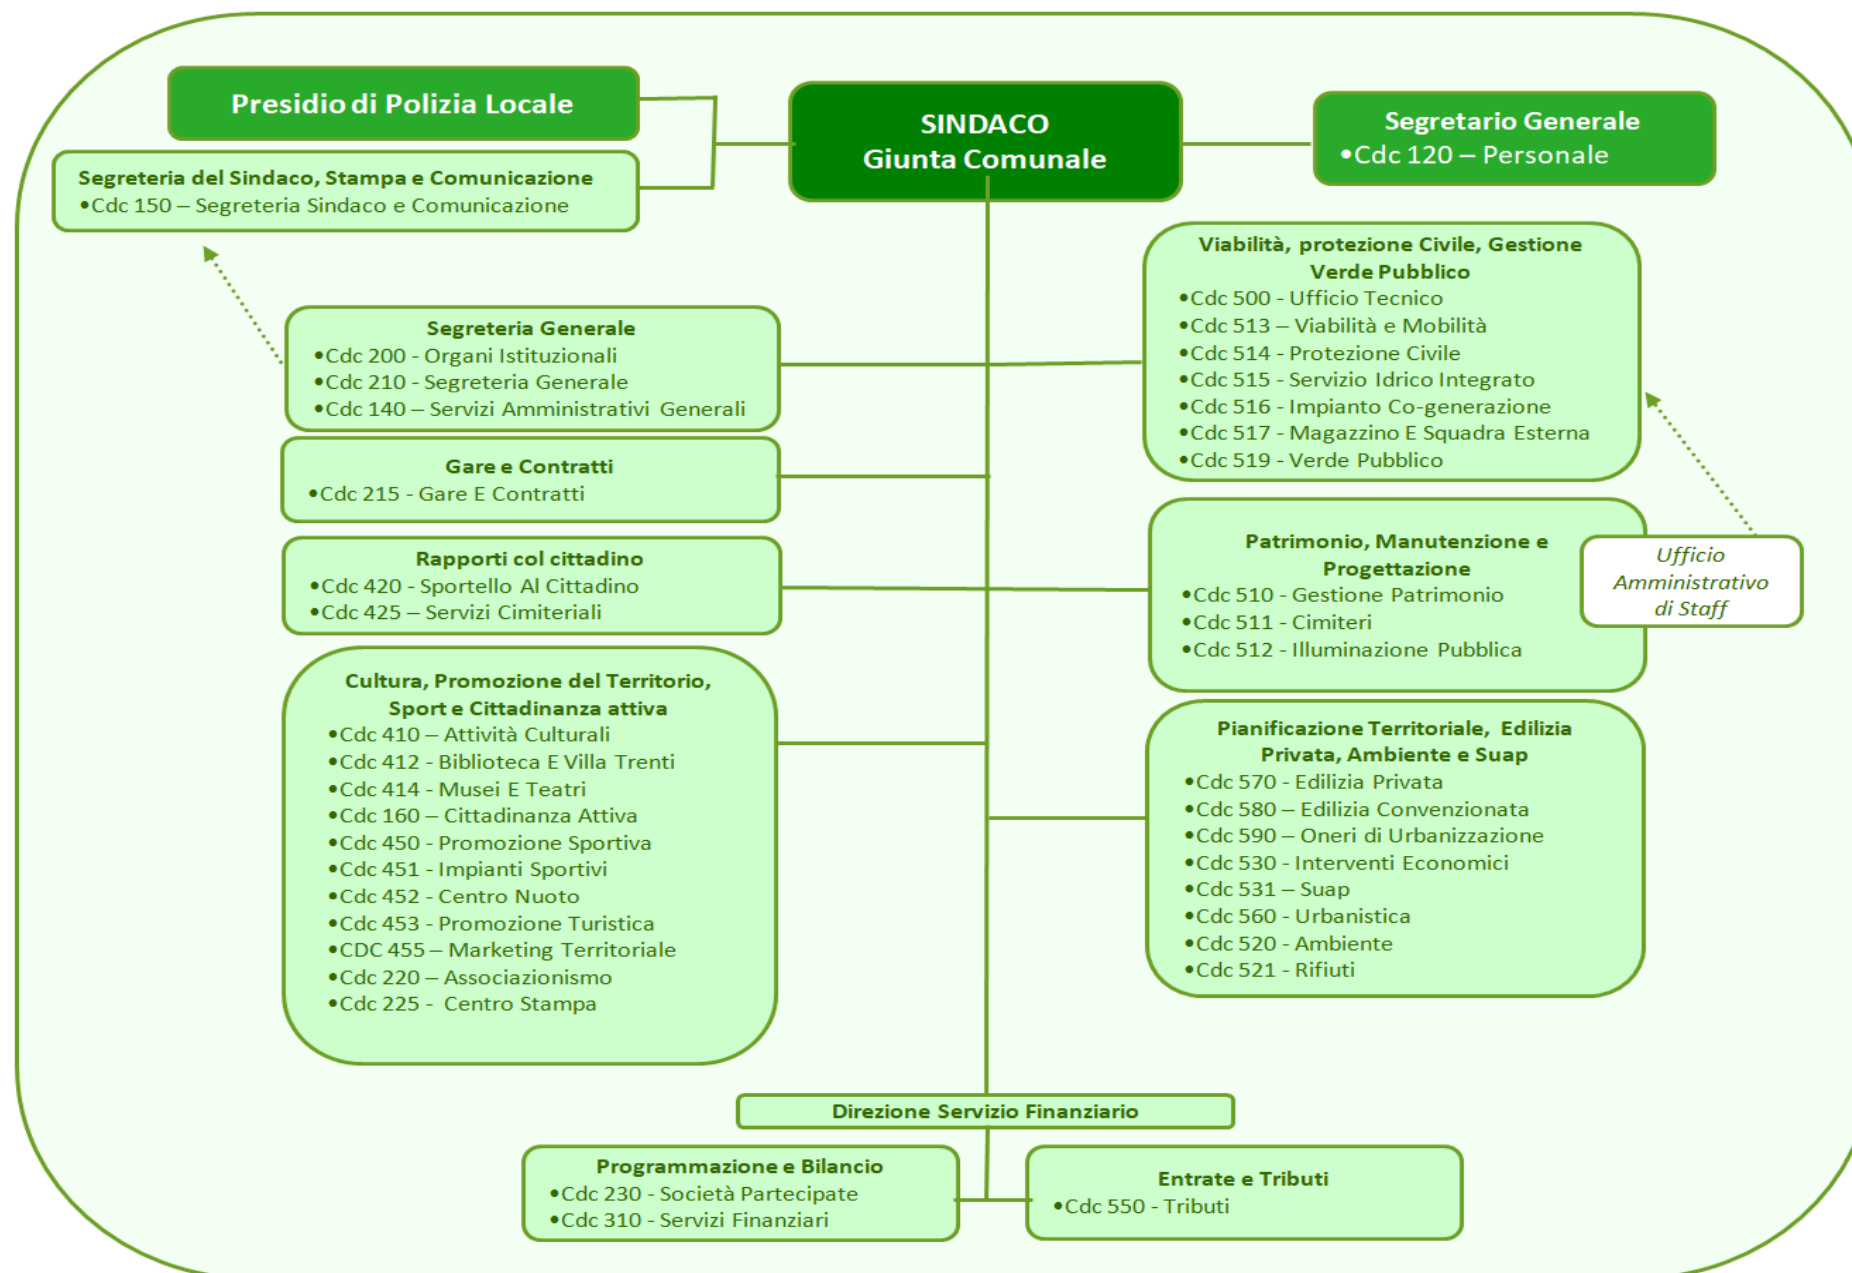 Presidio di Polizia Locale
SINDACO
Giunta Comunale
Segretario Generale
•Cdc 120 – Personale
Segreteria del Sindaco, Stampa e Comunicazione
•Cdc 150 – Segreteria Sindaco e Comunicazione
Segreteria Generale
•Cdc 200 - Organi Istituzionali
•Cdc 210 - Segreteria Generale
•Cdc 140 – Servizi Amministrativi Generali
Gare e Contratti
•Cdc 215 - Gare E Contratti
Rapporti col cittadino
•Cdc 420 - Sportello Al Cittadino
•Cdc 425 – Servizi Cimiteriali
Cultura, Promozione del Territorio,
Sport e Cittadinanza attiva
•Cdc 410 – Attività Culturali
•Cdc 412 - Biblioteca E Villa Trenti
•Cdc 414 - Musei E Teatri
•Cdc 160 – Cittadinanza Attiva
•Cdc 450 - Promozione Sportiva
•Cdc 451 - Impianti Sportivi
•Cdc 452 - Centro Nuoto
•Cdc 453 - Promozione Turistica
•CDC 455 – Marketing Territoriale
•Cdc 220 – Associazionismo
•Cdc 225 - Centro Stampa
Viabilità, protezione Civile, Gestione
Verde Pubblico
•Cdc 500 - Ufficio Tecnico
•Cdc 513 – Viabilità e Mobilità
•Cdc 514 - Protezione Civile
•Cdc 515 - Servizio Idrico Integrato
•Cdc 516 - Impianto Co-generazione
•Cdc 517 - Magazzino E Squadra Esterna
•Cdc 519 - Verde Pubblico
Patrimonio, Manutenzione e
Progettazione
•Cdc 510 - Gestione Patrimonio
•Cdc 511 - Cimiteri
•Cdc 512 - Illuminazione Pubblica
Ufficio
Amministrativo
di Staff
Pianificazione Territoriale, Edilizia
Privata, Ambiente e Suap
•Cdc 570 - Edilizia Privata
•Cdc 580 – Edilizia Convenzionata
•Cdc 590 – Oneri di Urbanizzazione
•Cdc 530 - Interventi Economici
•Cdc 531 – Suap
•Cdc 560 - Urbanistica
•Cdc 520 - Ambiente
•Cdc 521 - Rifiuti
Direzione Servizio Finanziario
Programmazione e Bilancio
•Cdc 230 - Società Partecipate
•Cdc 310 - Servizi Finanziari
Entrate e Tributi
•Cdc 550 - Tributi